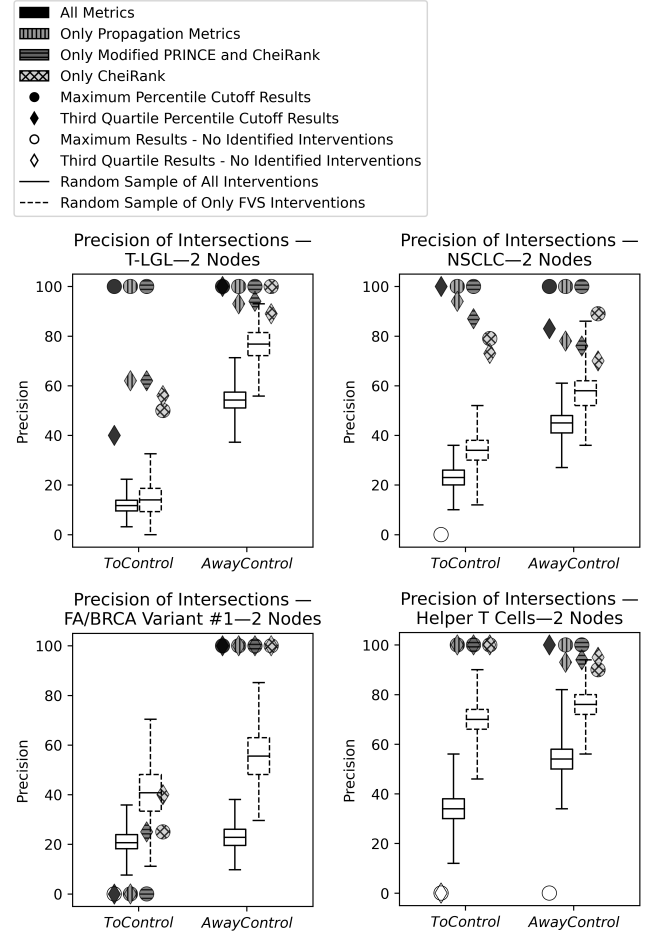 All Metrics
Only Propagation Metrics
Only Modified PRINCE and CheiRank
Only CheiRank
Maximum Percentile Cutoff Results
Third Quartile Percentile Cutoff Results
Maximum Results - No Identified Interventions
Third Quartile Results - No Identified Interventions
Random Sample of All Interventions
Random Sample of Only FVS Interventions
Precision of Intersections —
T-LGL—2 Nodes
Precision
100
80
60
40
20
0
ToControl
AwayControl
Precision of Intersections —
NSCLC—2 Nodes
Precision
100
80
60
40
20
0
ToControl
AwayControl
Precision of Intersections —
FA/BRCA Variant #1—2 Nodes
Precision
100
80
60
40
20
0
ToControl
AwayControl
Precision of Intersections —
Helper T Cells—2 Nodes
Precision
100
80
60
40
20
0
ToControl
AwayControl